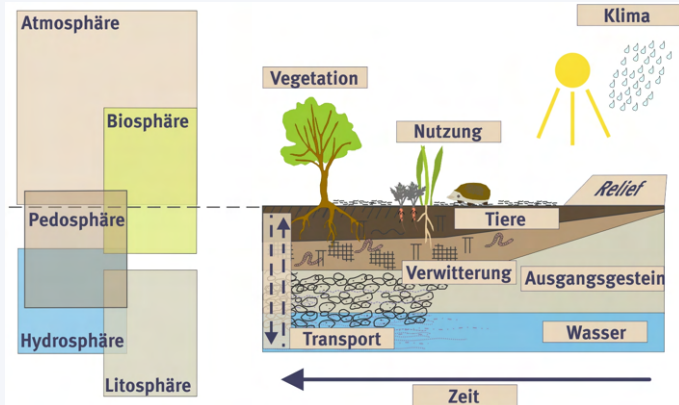 Atmosphäre
Biosphäre
Pedosphäre
Hydrosphäre
Litosphäre
Klima
Vegetation
Nutzung
Relief
Tiere
Verwitterung
Ausgangsgestein
Transport
Wasser
Zeit